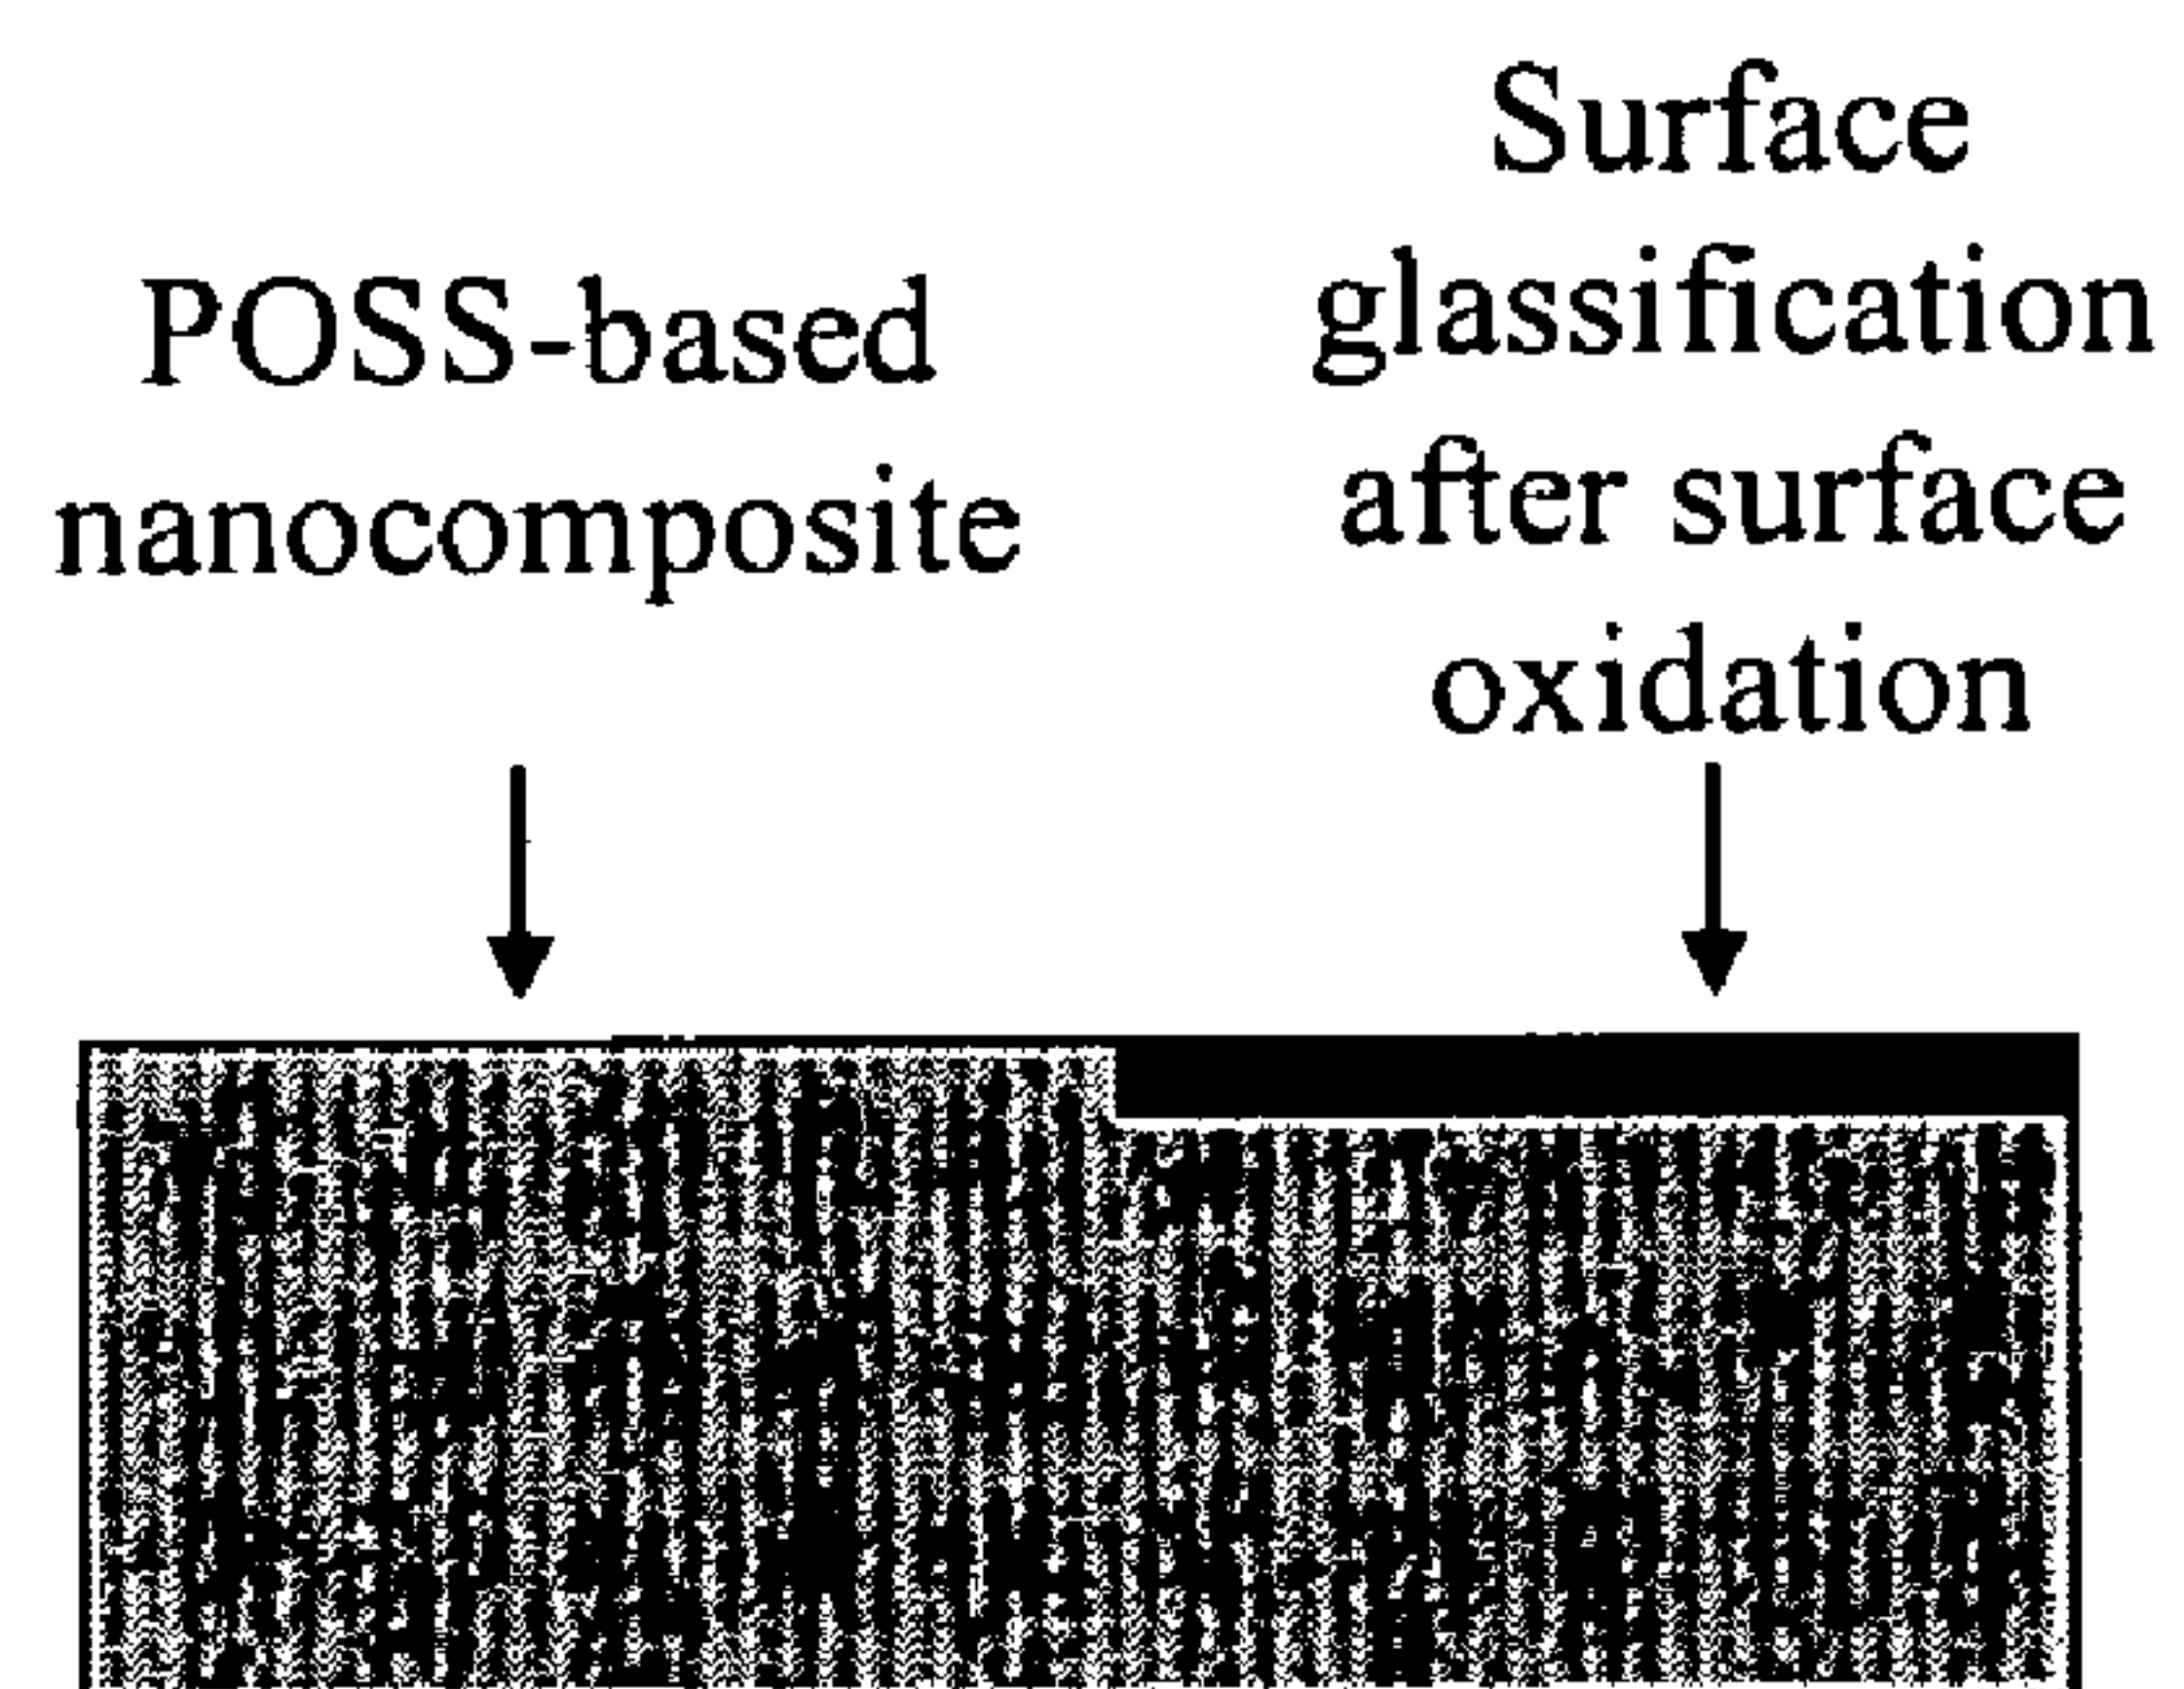 POSS-based
nanocomposite
Surface
glassification
after surface
oxidation